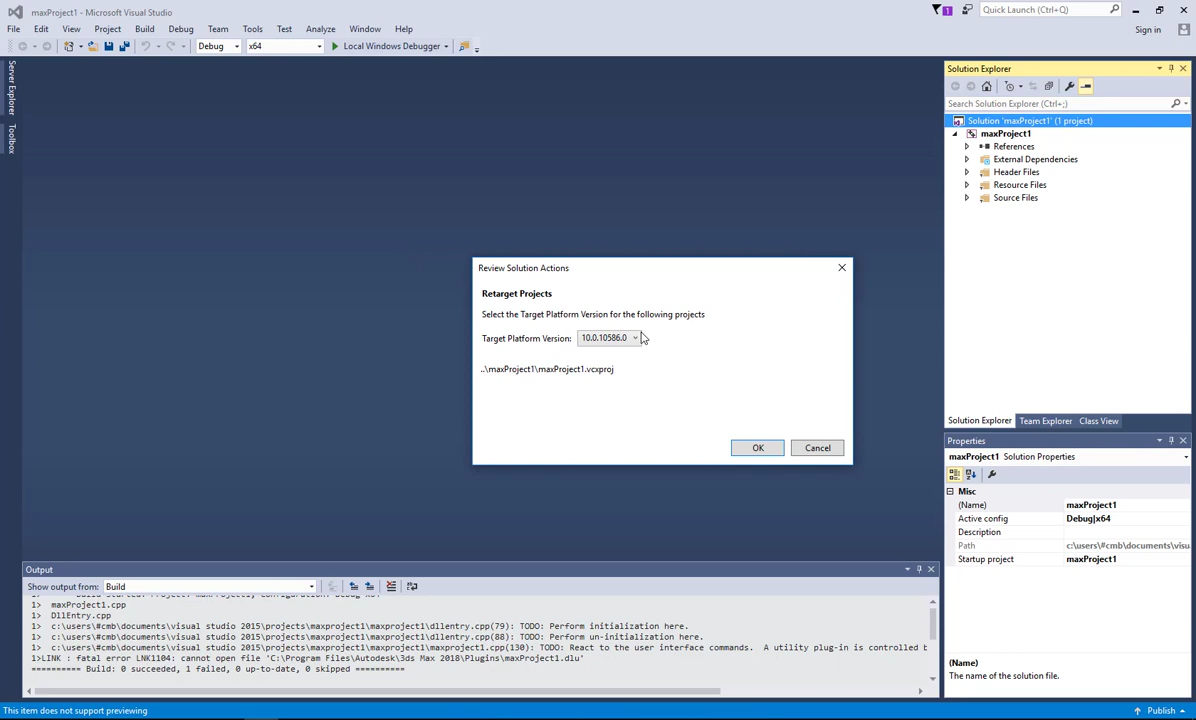 maxProject1 - Microsoft Visual Studio
1
Quick Launch (Ctrl+Q)
File Edit View Project Build Debug Team Tools Test Analyze Window Help
Sign in
Debug x64 Local Windows Debugger
Server Explorer
Toolbox
Solution Explorer
Search Solution Explorer (Ctrl+;)
Solution 'maxProject1' (1 project)
maxProject1
References
External Dependencies
Header Files
Resource Files
Source Files
Review Solution Actions
Retarget Projects
Select the Target Platform Version for the following projects
Target Platform Version: 10.0.10586.0
..\maxProject1\maxProject1.vcxproj
OK Cancel
Solution Explorer Team Explorer Class View
Properties
maxProject1 Solution Properties
Misc
(Name) maxProject1
Active config Debug|x64
Description
Path c:\users\#cmb\documents\visu
Startup project maxProject1
(Name)
The name of the solution file.
Output
Show output from: Build
1> maxProject1.cpp
1> DllEntry.cpp
1> c:\users\#cmb\documents\visual studio 2015\projects\maxproject1\maxproject1\dllentry.cpp(79): TODO: Perform initialization here.
1> c:\users\#cmb\documents\visual studio 2015\projects\maxproject1\maxproject1\dllentry.cpp(88): TODO: Perform un-initialization here.
1> c:\users\#cmb\documents\visual studio 2015\projects\maxproject1\maxproject1\maxproject1.cpp(130): TODO: React to the user interface commands. A utility plug-in is controlled b
1>LINK : fatal error LNK1104: cannot open file 'C:\Program Files\Autodesk\3ds Max 2018\Plugins\maxProject1.dlu'
========== Build: 0 succeeded, 1 failed, 0 up-to-date, 0 skipped ==========
This item does not support previewing
Publish